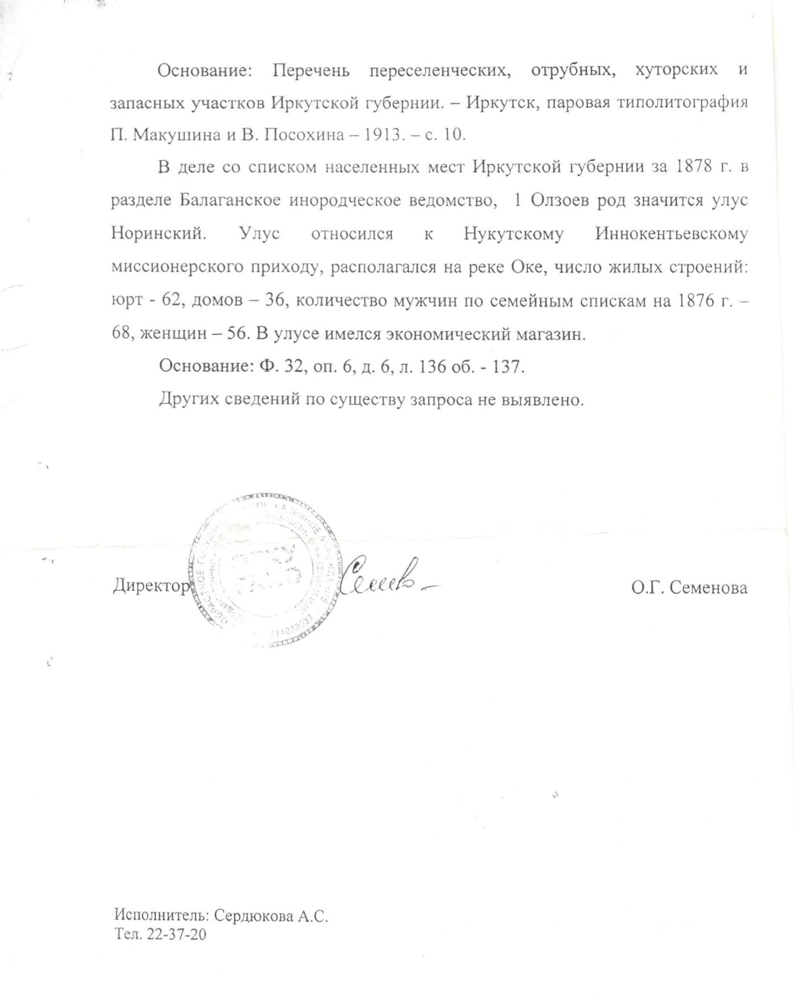 Основание: Перечень переселенческих, отрубных, хуторских и
запасных участков Иркутской губернии. – Иркутск, паровая типолитография
П. Макушина и В. Посохина – 1913. – с. 10.
В деле со списком населенных мест Иркутской губернии за 1878 г. в
разделе Балаганское инородческое ведомство, 1 Олзоев род значится улус
Норинский. Улус относился к Нукутскому Иннокентьевскому
миссионерского приходу, располагался на реке Оке, число жилых строений:
юрт - 62, домов – 36, количество мужчин по семейным спискам на 1876 г. –
68, женщин – 56. В улусе имелся экономический магазин.
Основание: Ф. 32, оп. 6, д. 6, л. 136 об. - 137.
Других сведений по существу запроса не выявлено.
ОБЛАСТНОЕ КАЗЕННОЕ
ОГКУ
Директор
О.Г. Семенова
Исполнитель: Сердюкова А.С.
Тел. 22-37-20